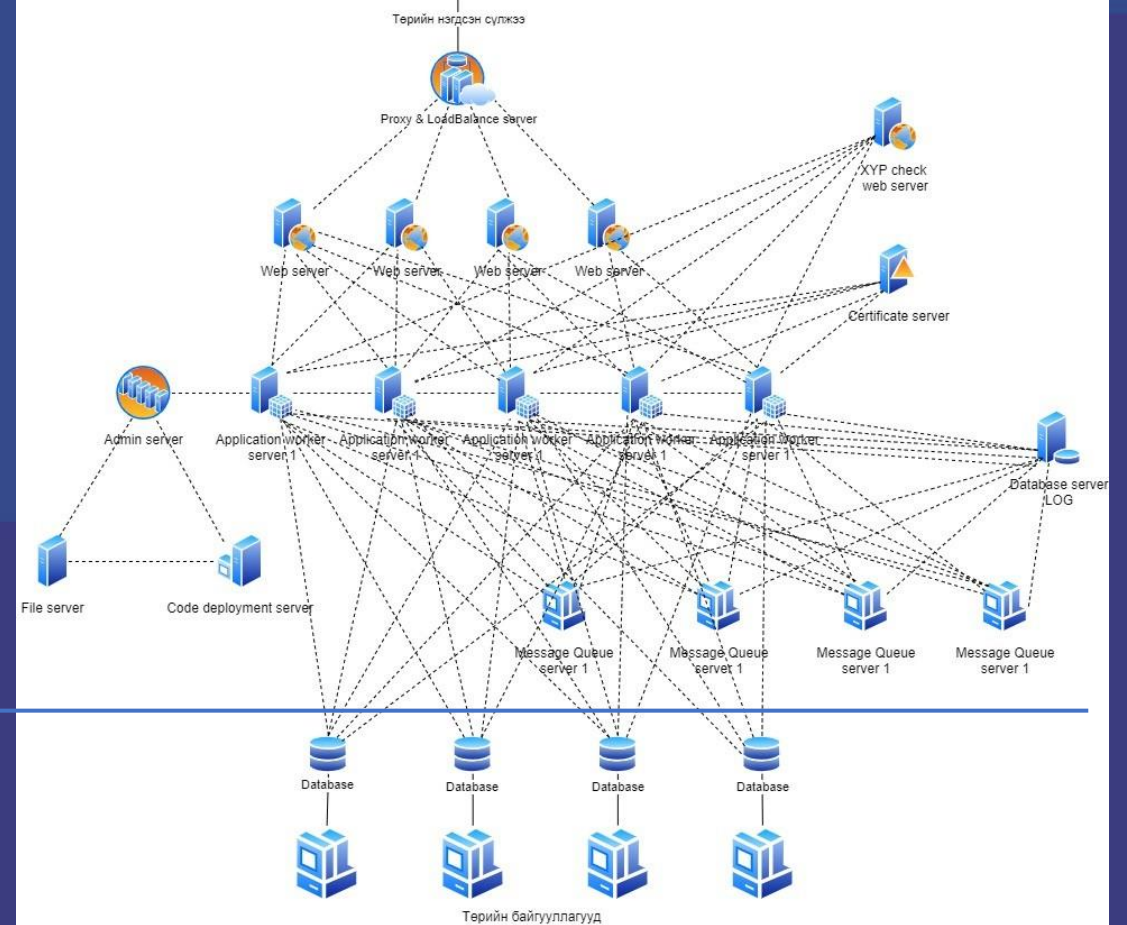 Төрийн нэгдсэн сүлжээ
Proxy & LoadBalance server
XYP check
web server
Web server
Web server
Web server
Web server
Certificate server
Admin server
Application worker
server 1
Application worker
server 1
Application worker
server 1
Application worker
server 1
Application worker
server 1
Database server
LOG
File server
Code deployment server
Message Queue
server 1
Message Queue
server 1
Message Queue
server 1
Message Queue
server 1
Database
Database
Database
Database
Төрийн байгууллагууд